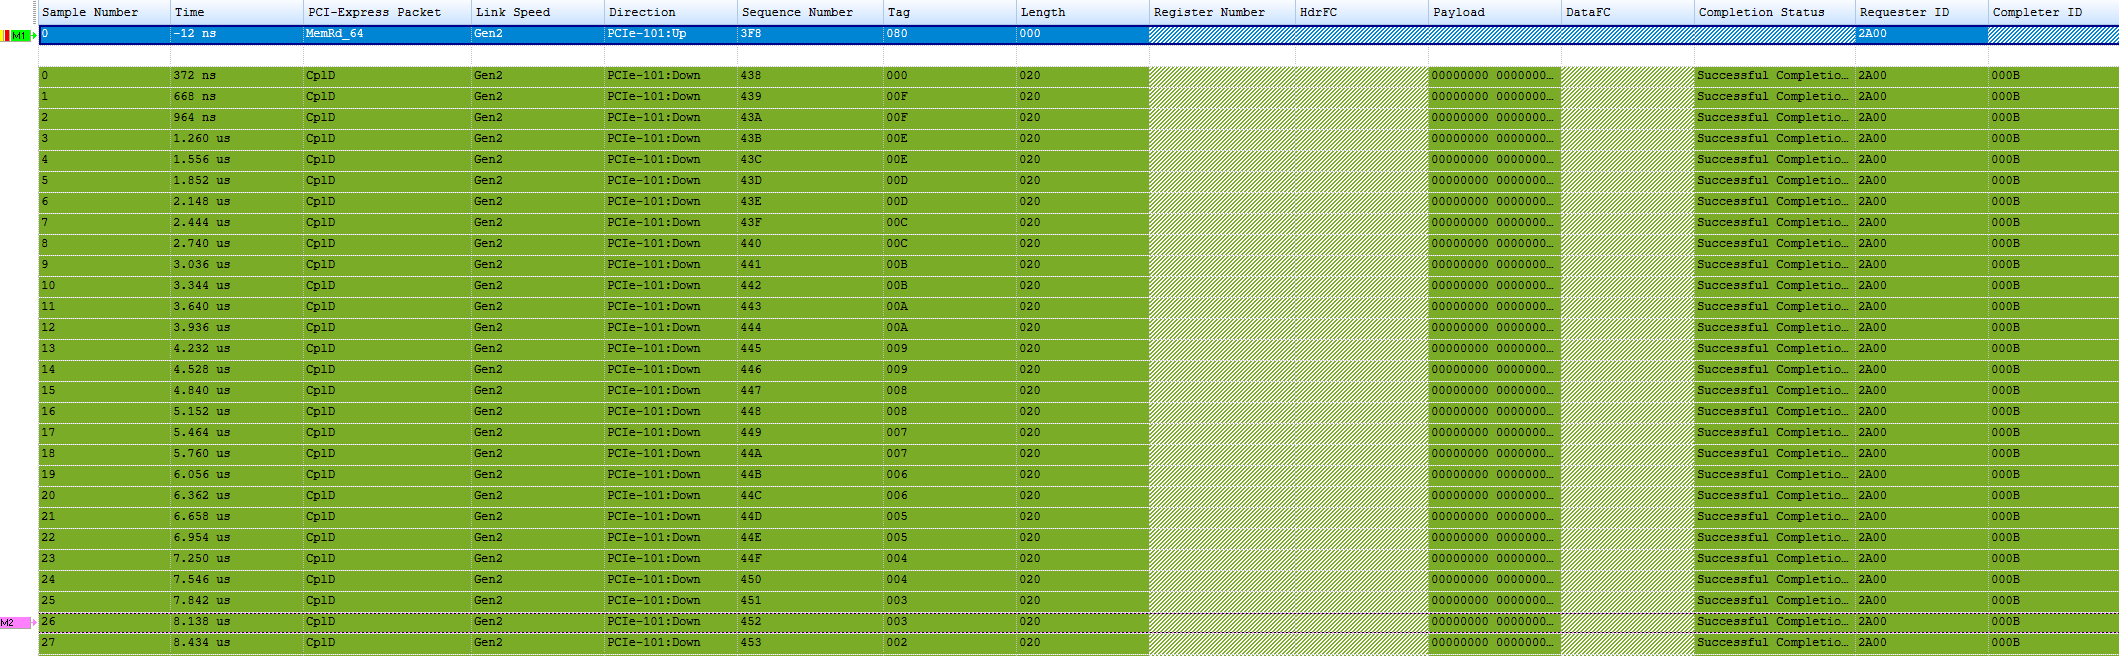 Sample Number Time PCI-Express Packet Link Speed Direction Sequence Number Tag Length Register Number HdrFC Payload DataFC Completion Status Requester ID Completer ID
M1 0 -12 ns MemRd_64 Gen2 PCIe-101:Up 3F8 080 000 2A00
0 372 ns CplD Gen2 PCIe-101:Down 438 000 020 00000000 0000000... Successful Completio... 2A00 000B
1 668 ns CplD Gen2 PCIe-101:Down 439 00F 020 00000000 0000000... Successful Completio... 2A00 000B
2 964 ns CplD Gen2 PCIe-101:Down 43A 00F 020 00000000 0000000... Successful Completio... 2A00 000B
3 1.260 us CplD Gen2 PCIe-101:Down 43B 00E 020 00000000 0000000... Successful Completio... 2A00 000B
4 1.556 us CplD Gen2 PCIe-101:Down 43C 00E 020 00000000 0000000... Successful Completio... 2A00 000B
5 1.852 us CplD Gen2 PCIe-101:Down 43D 00D 020 00000000 0000000... Successful Completio... 2A00 000B
6 2.148 us CplD Gen2 PCIe-101:Down 43E 00D 020 00000000 0000000... Successful Completio... 2A00 000B
7 2.444 us CplD Gen2 PCIe-101:Down 43F 00C 020 00000000 0000000... Successful Completio... 2A00 000B
8 2.740 us CplD Gen2 PCIe-101:Down 440 00C 020 00000000 0000000... Successful Completio... 2A00 000B
9 3.036 us CplD Gen2 PCIe-101:Down 441 00B 020 00000000 0000000... Successful Completio... 2A00 000B
10 3.344 us CplD Gen2 PCIe-101:Down 442 00B 020 00000000 0000000... Successful Completio... 2A00 000B
11 3.640 us CplD Gen2 PCIe-101:Down 443 00A 020 00000000 0000000... Successful Completio... 2A00 000B
12 3.936 us CplD Gen2 PCIe-101:Down 444 00A 020 00000000 0000000... Successful Completio... 2A00 000B
13 4.232 us CplD Gen2 PCIe-101:Down 445 009 020 00000000 0000000... Successful Completio... 2A00 000B
14 4.528 us CplD Gen2 PCIe-101:Down 446 009 020 00000000 0000000... Successful Completio... 2A00 000B
15 4.840 us CplD Gen2 PCIe-101:Down 447 008 020 00000000 0000000... Successful Completio... 2A00 000B
16 5.152 us CplD Gen2 PCIe-101:Down 448 008 020 00000000 0000000... Successful Completio... 2A00 000B
17 5.464 us CplD Gen2 PCIe-101:Down 449 007 020 00000000 0000000... Successful Completio... 2A00 000B
18 5.760 us CplD Gen2 PCIe-101:Down 44A 007 020 00000000 0000000... Successful Completio... 2A00 000B
19 6.056 us CplD Gen2 PCIe-101:Down 44B 006 020 00000000 0000000... Successful Completio... 2A00 000B
20 6.362 us CplD Gen2 PCIe-101:Down 44C 006 020 00000000 0000000... Successful Completio... 2A00 000B
21 6.658 us CplD Gen2 PCIe-101:Down 44D 005 020 00000000 0000000... Successful Completio... 2A00 000B
22 6.954 us CplD Gen2 PCIe-101:Down 44E 005 020 00000000 0000000... Successful Completio... 2A00 000B
23 7.250 us CplD Gen2 PCIe-101:Down 44F 004 020 00000000 0000000... Successful Completio... 2A00 000B
24 7.546 us CplD Gen2 PCIe-101:Down 450 004 020 00000000 0000000... Successful Completio... 2A00 000B
25 7.842 us CplD Gen2 PCIe-101:Down 451 003 020 00000000 0000000... Successful Completio... 2A00 000B
M2 26 8.138 us CplD Gen2 PCIe-101:Down 452 003 020 00000000 0000000... Successful Completio... 2A00 000B
27 8.434 us CplD Gen2 PCIe-101:Down 453 002 020 00000000 0000000... Successful Completio... 2A00 000B